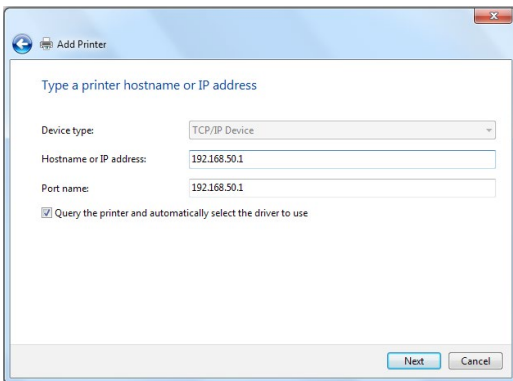 Add Printer
Type a printer hostname or IP address
Device type: TCP/IP Device
Hostname or IP address: 192.168.50.1
Port name: 192.168.50.1
Query the printer and automatically select the driver to use
Next Cancel